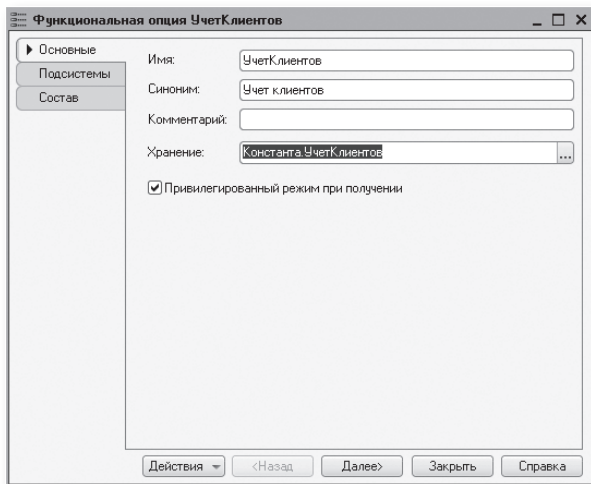 Функциональная опция УчетКлиентов
Основные
Подсистемы
Состав
Имя: УчетКлиентов
Синоним: Учет клиентов
Комментарий:
Хранение: Константа.УчетКлиентов ...
Привилегированный режим при получении
Действия <Назад Далее> Закрыть Справка